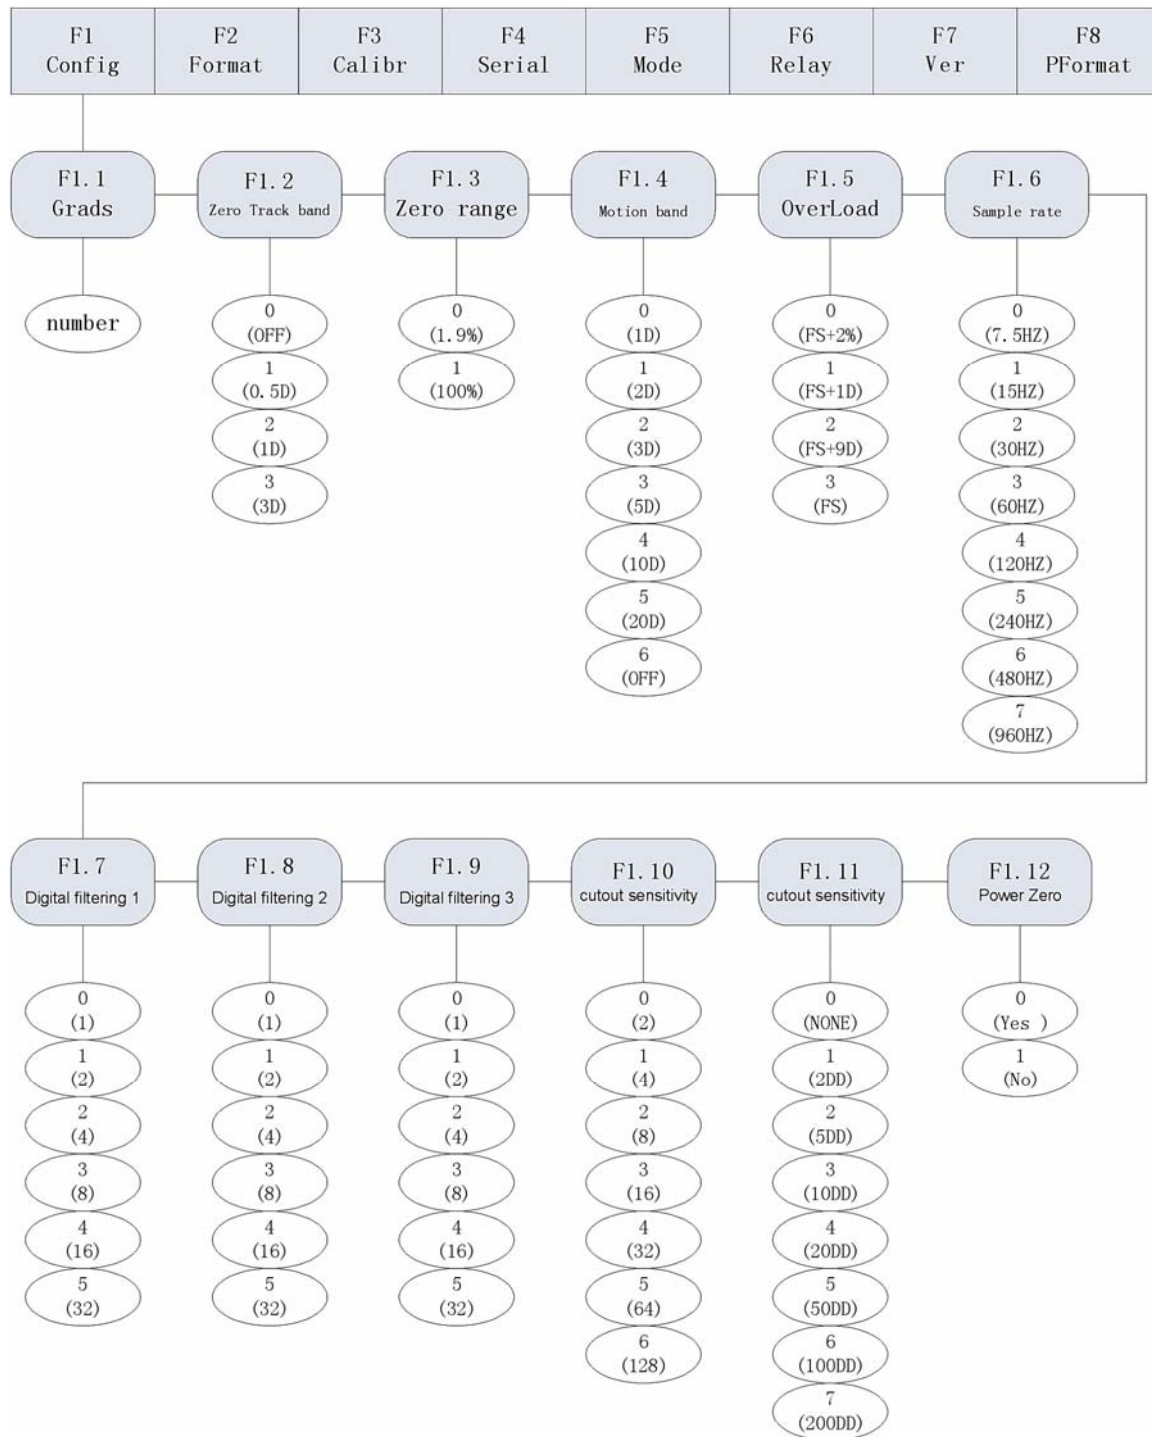 F1
Config
F2
Format
F3
Calibr
F4
Serial
F5
Mode
F6
Relay
F7
Ver
F8
PFormat
F1.1
Grads
F1.2
Zero Track band
F1.3
Zero range
F1.4
Motion band
F1.5
OverLoad
F1.6
Sample rate
number
0
(OFF)
1
(0.5D)
2
(1D)
3
(3D)
0
(1.9%)
1
(100%)
0
(1D)
1
(2D)
2
(3D)
3
(5D)
4
(10D)
5
(20D)
6
(OFF)
0
(FS+2%)
1
(FS+1D)
2
(FS+9D)
3
(FS)
0
(7.5HZ)
1
(15HZ)
2
(30HZ)
3
(60HZ)
4
(120HZ)
5
(240HZ)
6
(480HZ)
7
(960HZ)
F1.7
Digital filtering 1
F1.8
Digital filtering 2
F1.9
Digital filtering 3
F1.10
cutout sensitivity
F1.11
cutout sensitivity
F1.12
Power Zero
0
(1)
1
(2)
2
(4)
3
(8)
4
(16)
5
(32)
0
(1)
1
(2)
2
(4)
3
(8)
4
(16)
5
(32)
0
(1)
1
(2)
2
(4)
3
(8)
4
(16)
5
(32)
0
(2)
1
(4)
2
(8)
3
(16)
4
(32)
5
(64)
6
(128)
0
(NONE)
1
(2DD)
2
(5DD)
3
(10DD)
4
(20DD)
5
(50DD)
6
(100DD)
7
(200DD)
0
(Yes )
1
(No)